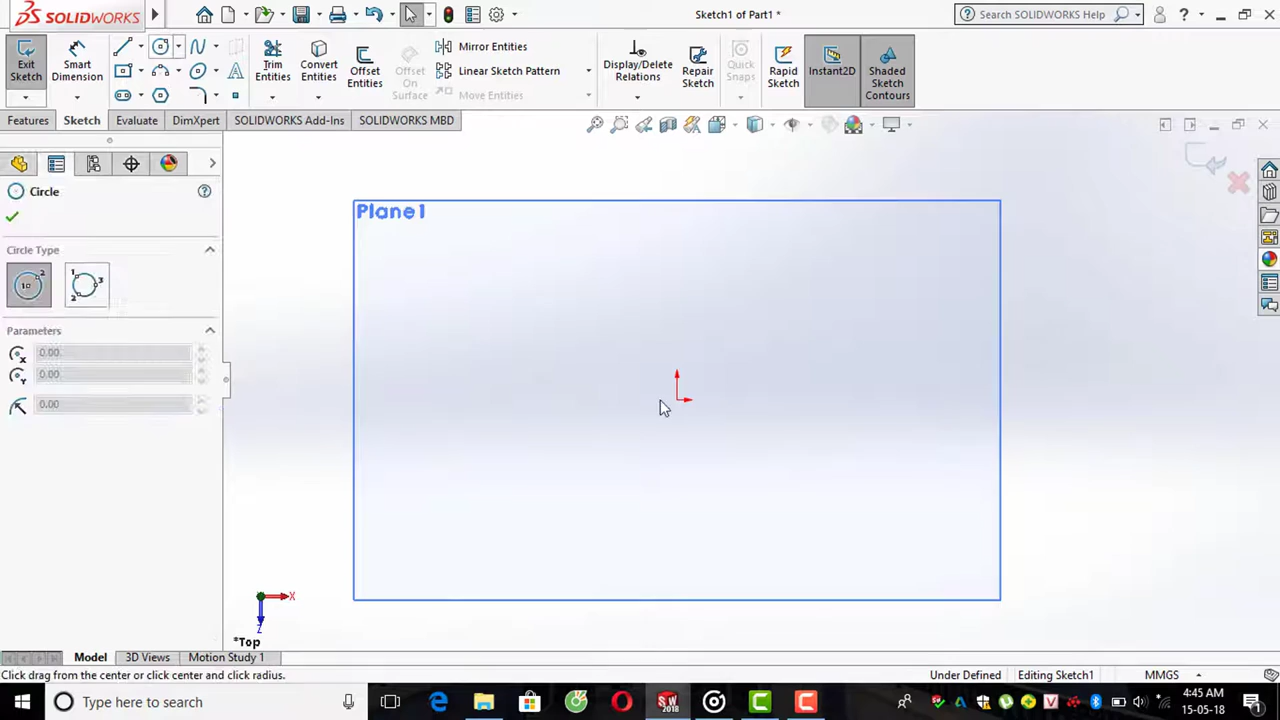 SOLIDWORKS
Sketch1 of Part1 *
Search SOLIDWORKS Help
?
Exit Sketch
Smart Dimension
Trim Entities
Convert Entities
Offset Entities
Offset On Surface
Mirror Entities
Linear Sketch Pattern
Move Entities
Display/Delete Relations
Repair Sketch
Quick Snaps
Rapid Sketch
Instant2D
Shaded Sketch Contours
Features
Sketch
Evaluate
DimXpert
SOLIDWORKS Add-Ins
SOLIDWORKS MBD
Circle
?
Circle Type
Parameters
0.00
0.00
0.00
Plane1
X
Z
*Top
Model
3D Views
Motion Study 1
Click drag from the center or click center and click radius.
Under Defined
Editing Sketch1
MMGS
Type here to search
SW
2018
4:45 AM
15-05-18